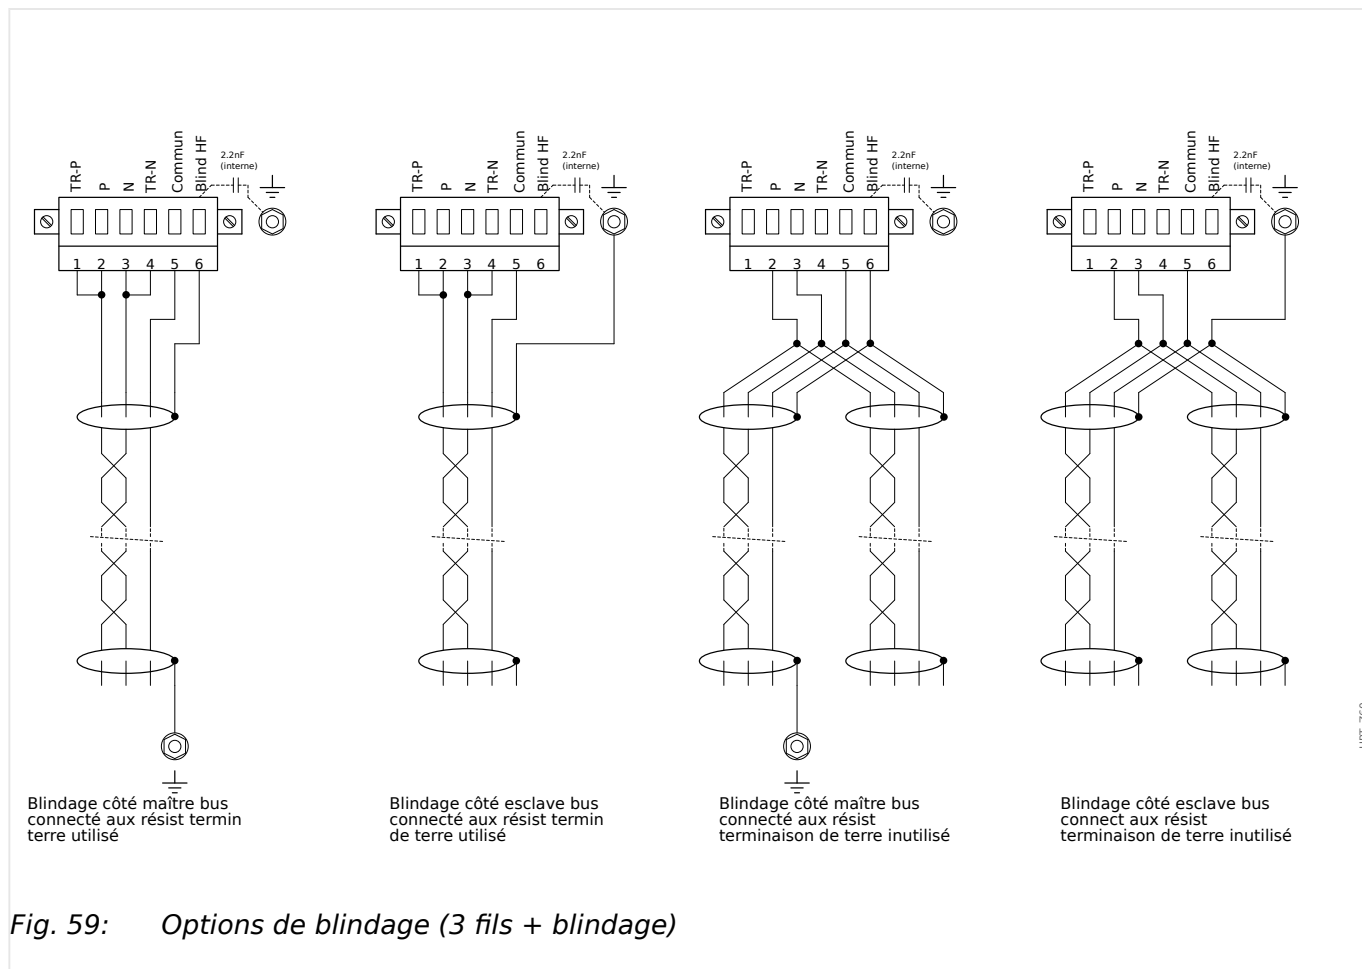 TR-P P N TR-N Commun Blind HF
2.2nF
(interne)
1 2 3 4 5 6
TR-P P N TR-N Commun Blind HF
2.2nF
(interne)
1 2 3 4 5 6
TR-P P N TR-N Commun Blind HF
2.2nF
(interne)
1 2 3 4 5 6
TR-P P N TR-N Commun Blind HF
2.2nF
(interne)
1 2 3 4 5 6
Blindage côté maître bus
connecté aux résist termin
terre utilisé
Blindage côté esclave bus
connecté aux résist termin
de terre utilisé
Blindage côté maître bus
connecté aux résist
terminaison de terre inutilisé
Blindage côté esclave bus
connect aux résist
terminaison de terre inutilisé
Fig. 59: Options de blindage (3 fils + blindage)